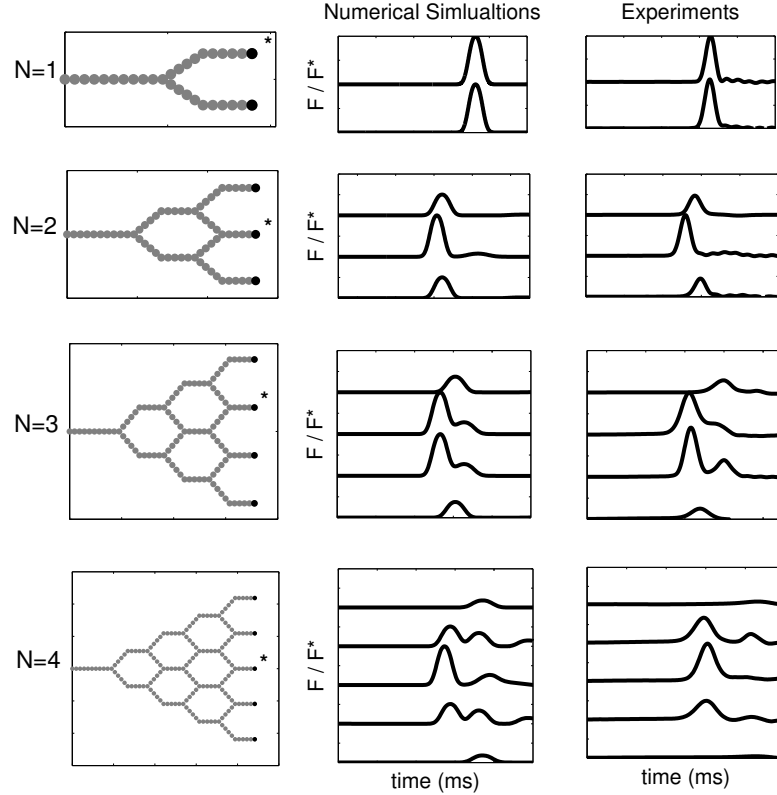 Numerical Simlualtions
Experiments
N=1
*
F / F*
N=2
*
F / F*
N=3
*
F / F*
N=4
*
F / F*
time (ms)
time (ms)